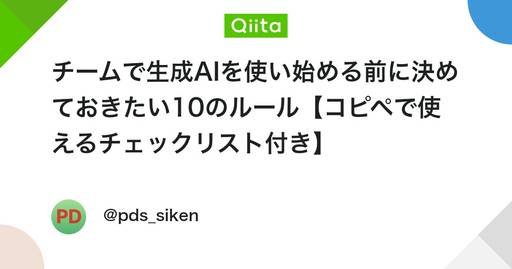 Qiita
チームで生成AIを使い始める前に決め
ておきたい10のルール【コピペで使
えるチェックリスト付き】
PD
@pds_siken